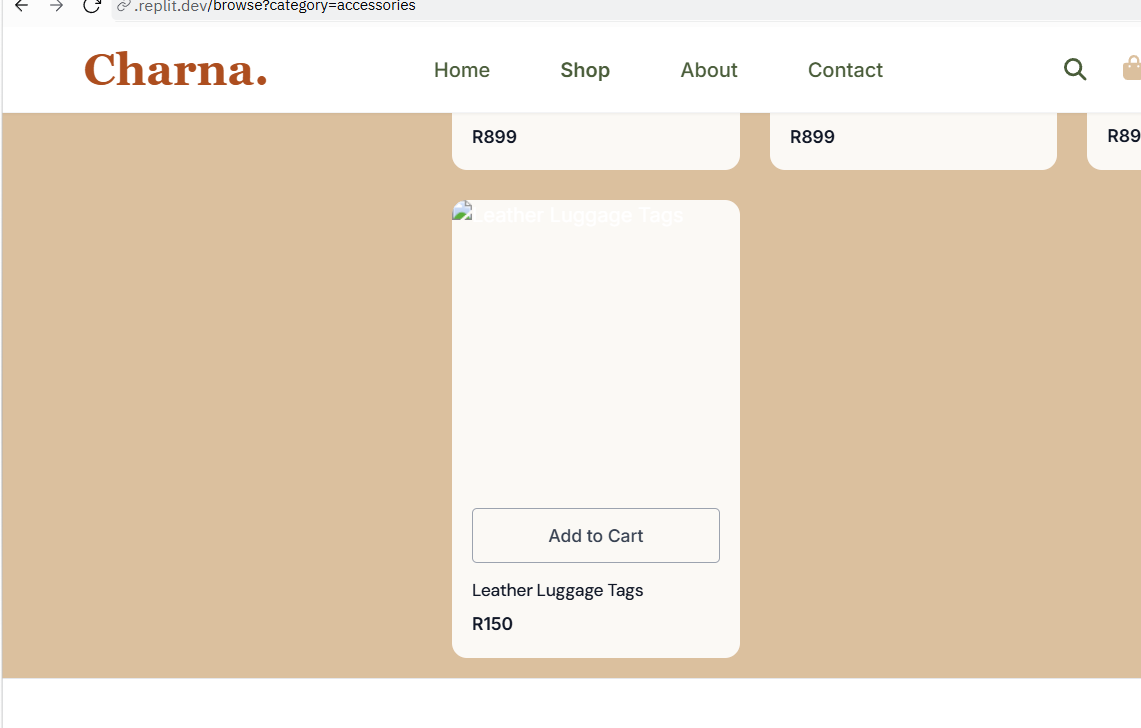 .replit.dev/browse?category=accessories
Charna.
Home
Shop
About
Contact
R899
R899
R89
Leather Luggage Tags
Add to Cart
Leather Luggage Tags
R150